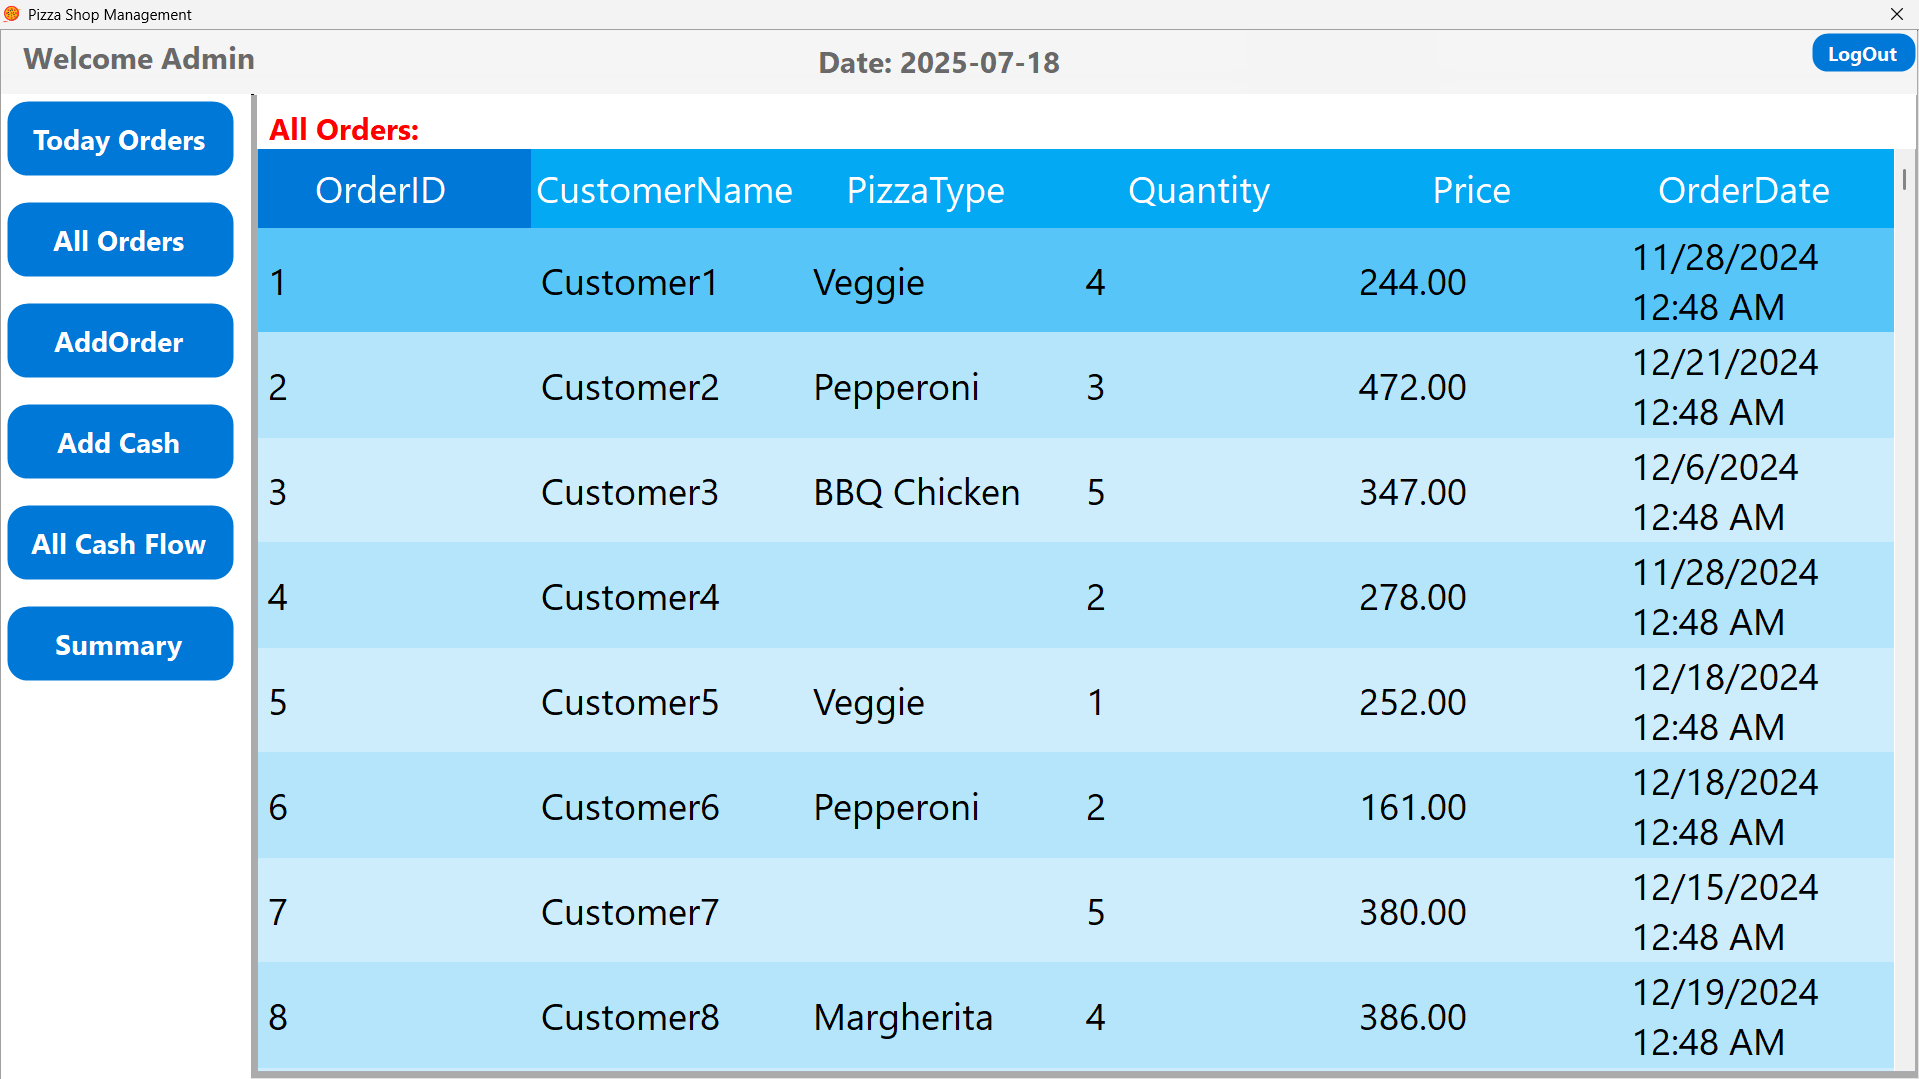 Pizza Shop Management
Welcome Admin
Date: 2025-07-18
LogOut
Today Orders
All Orders
AddOrder
Add Cash
All Cash Flow
Summary
All Orders:
OrderID CustomerName PizzaType Quantity Price OrderDate
1 Customer1 Veggie 4 244.00 11/28/2024
12:48 AM
2 Customer2 Pepperoni 3 472.00 12/21/2024
12:48 AM
3 Customer3 BBQ Chicken 5 347.00 12/6/2024
12:48 AM
4 Customer4 2 278.00 11/28/2024
12:48 AM
5 Customer5 Veggie 1 252.00 12/18/2024
12:48 AM
6 Customer6 Pepperoni 2 161.00 12/18/2024
12:48 AM
7 Customer7 5 380.00 12/15/2024
12:48 AM
8 Customer8 Margherita 4 386.00 12/19/2024
12:48 AM